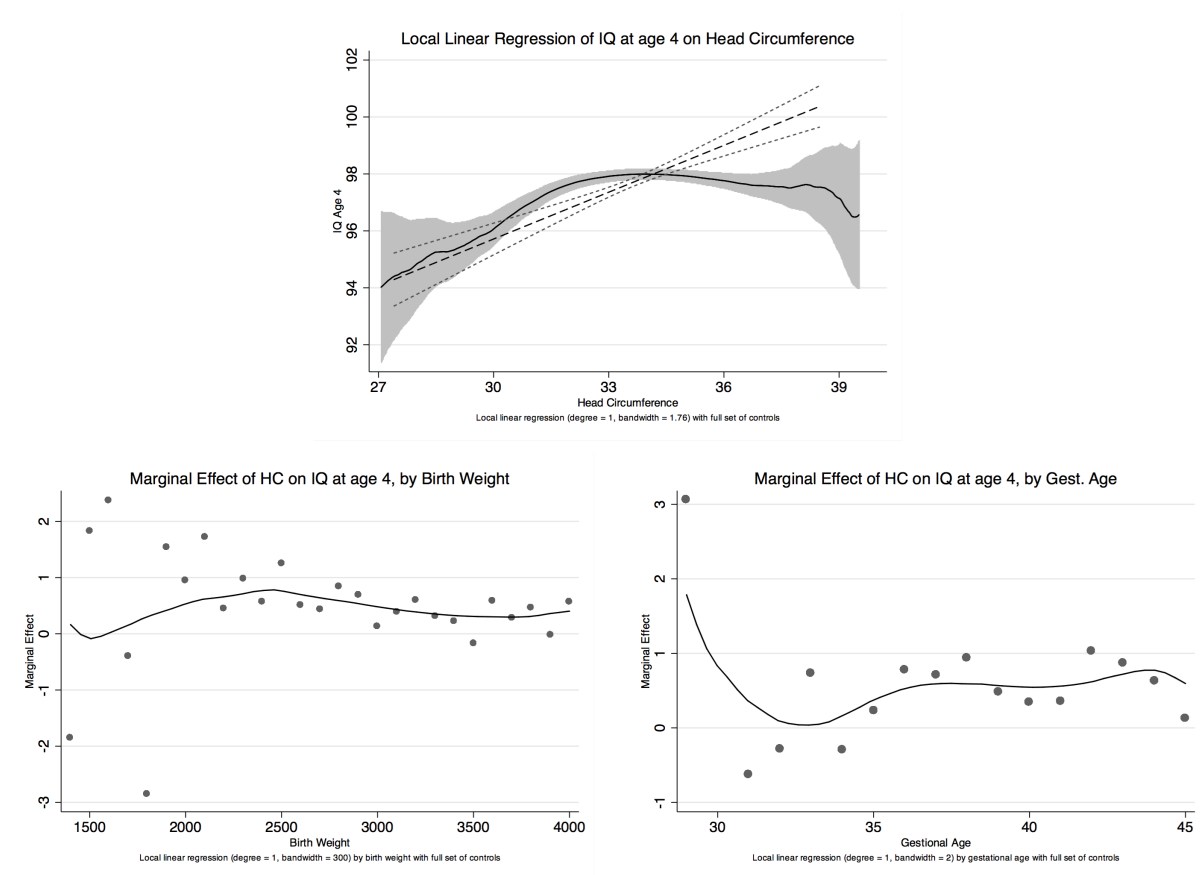 Local Linear Regression of IQ at age 4 on Head Circumference
102
100
98
96
94
92
IQ Age 4
27 30 33 36 39
Head Circumference
Local linear regression (degree = 1, bandwidth = 1.76) with full set of controls
Marginal Effect of HC on IQ at age 4, by Birth Weight
2
1
0
-1
-2
-3
Marginal Effect
1500 2000 2500 3000 3500 4000
Birth Weight
Local linear regression (degree = 1, bandwidth = 300) by birth weight with full set of controls
Marginal Effect of HC on IQ at age 4, by Gest. Age
3
2
1
0
-1
Marginal Effect
30 35 40 45
Gestional Age
Local linear regression (degree = 1, bandwidth = 2) by gestational age with full set of controls